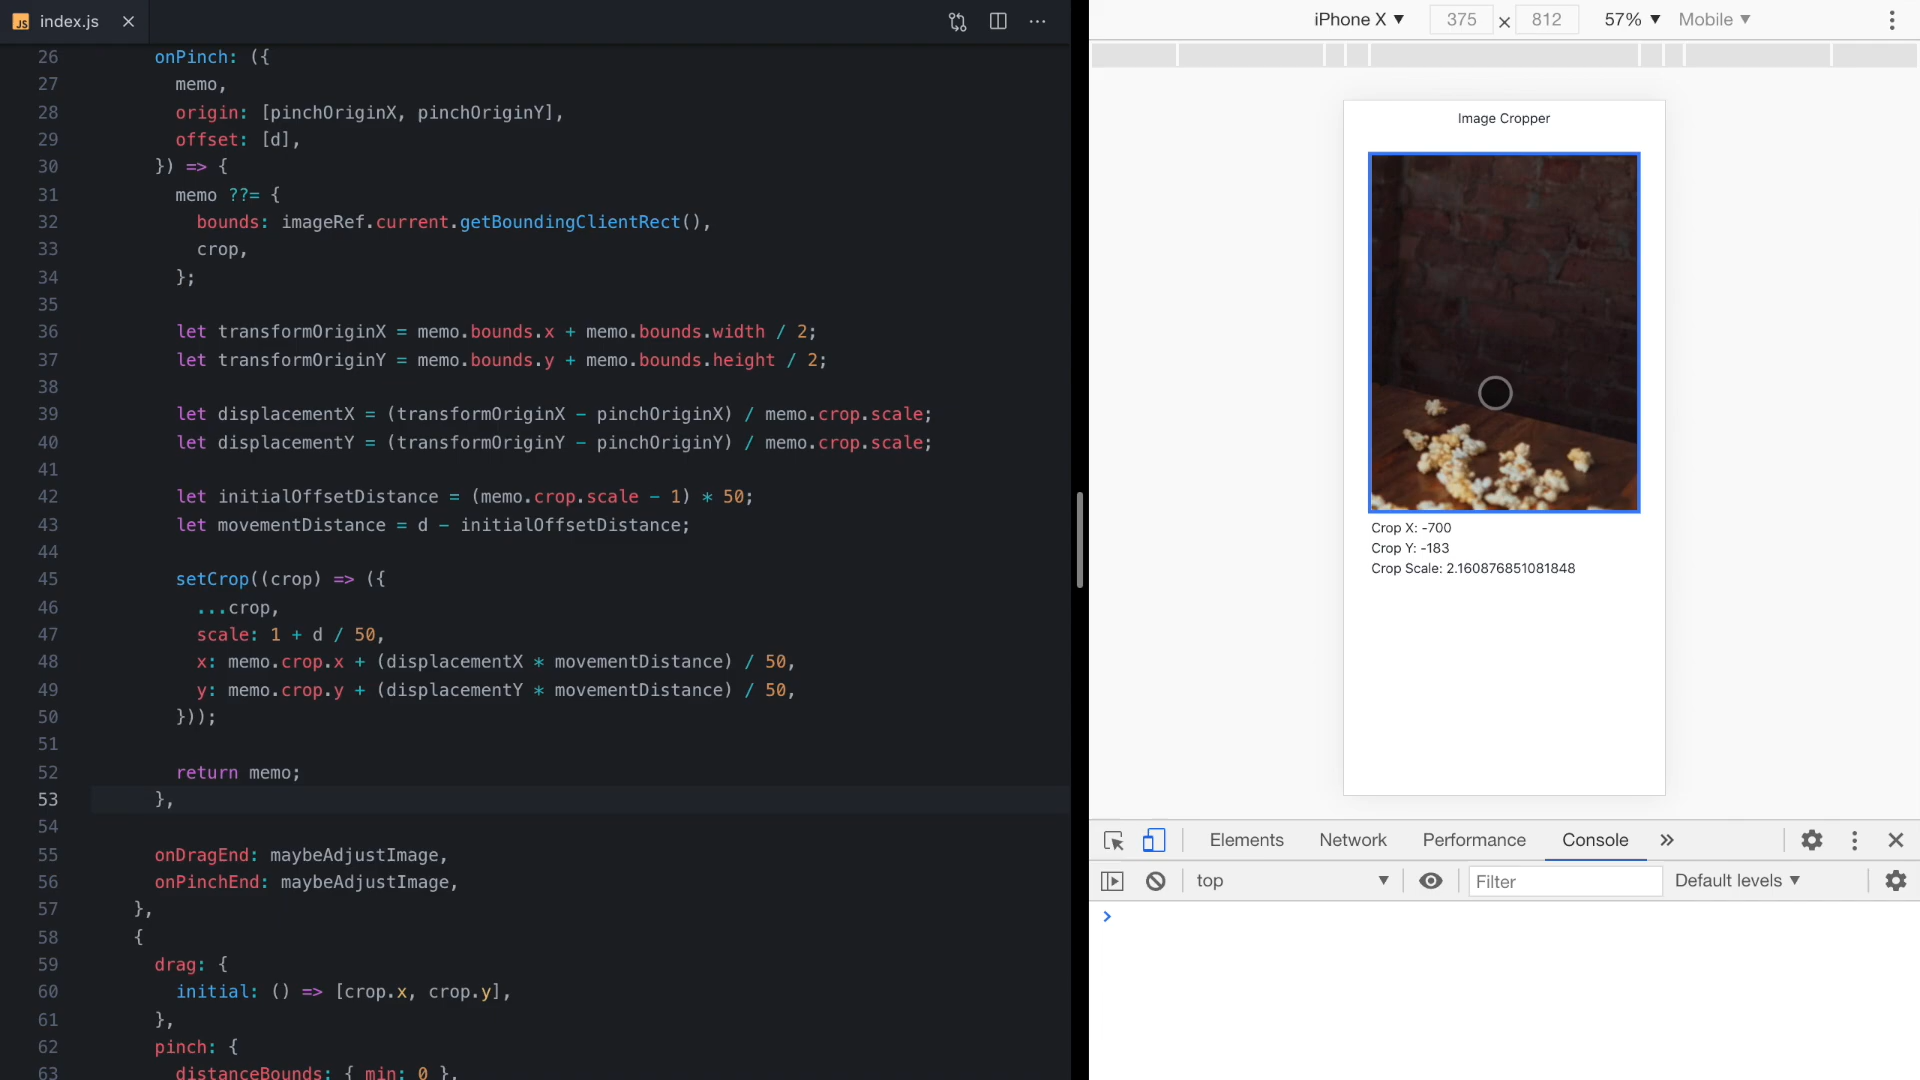 JS index.js
26 onPinch: ({
27 memo,
28 origin: [pinchOriginX, pinchOriginY],
29 offset: [d],
30 }) => {
31 memo ??= {
32 bounds: imageRef.current.getBoundingClientRect(),
33 crop,
34 };
35
36 let transformOriginX = memo.bounds.x + memo.bounds.width / 2;
37 let transformOriginY = memo.bounds.y + memo.bounds.height / 2;
38
39 let displacementX = (transformOriginX - pinchOriginX) / memo.crop.scale;
40 let displacementY = (transformOriginY - pinchOriginY) / memo.crop.scale;
41
42 let initialOffsetDistance = (memo.crop.scale - 1) * 50;
43 let movementDistance = d - initialOffsetDistance;
44
45 setCrop((crop) => ({
46 ...crop,
47 scale: 1 + d / 50,
48 x: memo.crop.x + (displacementX * movementDistance) / 50,
49 y: memo.crop.y + (displacementY * movementDistance) / 50,
50 }));
51
52 return memo;
53 },
54
55 onDragEnd: maybeAdjustImage,
56 onPinchEnd: maybeAdjustImage,
57 },
58 {
59 drag: {
60 initial: () => [crop.x, crop.y],
61 },
62 pinch: {
63 distanceBounds: { min: 0 },
iPhone X ▼ 375 × 812 57% ▼ Mobile ▼
Image Cropper
Crop X: -700
Crop Y: -183
Crop Scale: 2.160876851081848
Elements Network Performance Console »
top ▼ Filter Default levels ▼
>